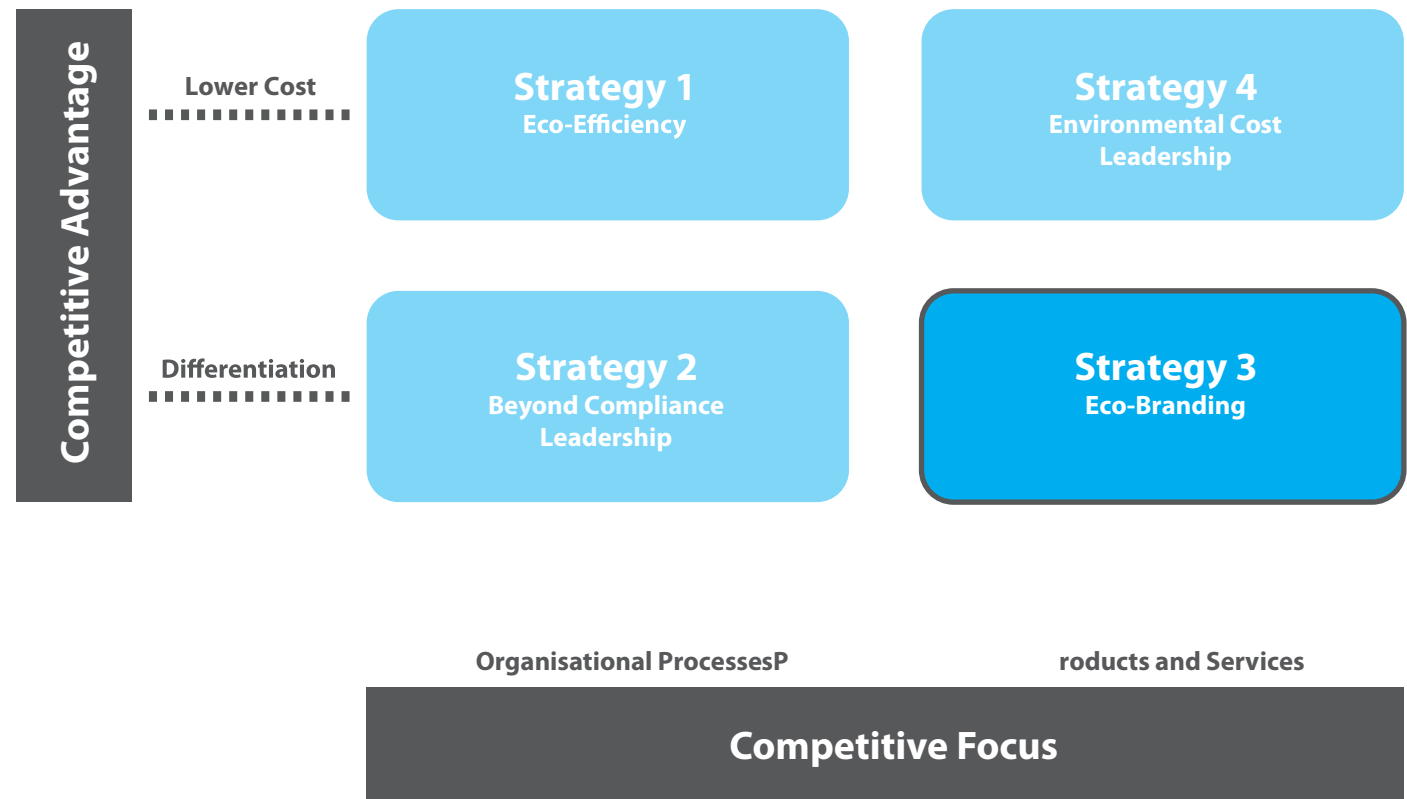 Competitive Advantage
Lower Cost
Strategy 1
Eco-Efficiency
Strategy 4
Environmental Cost
Leadership
Differentiation
Strategy 2
Beyond Compliance
Leadership
Strategy 3
Eco-Branding
Organisational ProcessesP
roducts and Services
Competitive Focus